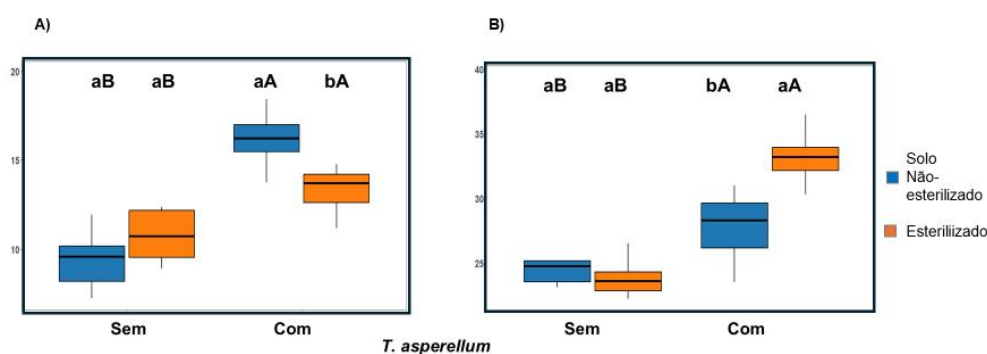 A)
B)
20
15
10
aB aB aA bA
Sem Com
40
35
30
25
aB aB bA aA
Sem Com
T. asperellum
Solo
Não-
esterilizado
Esteriliizado